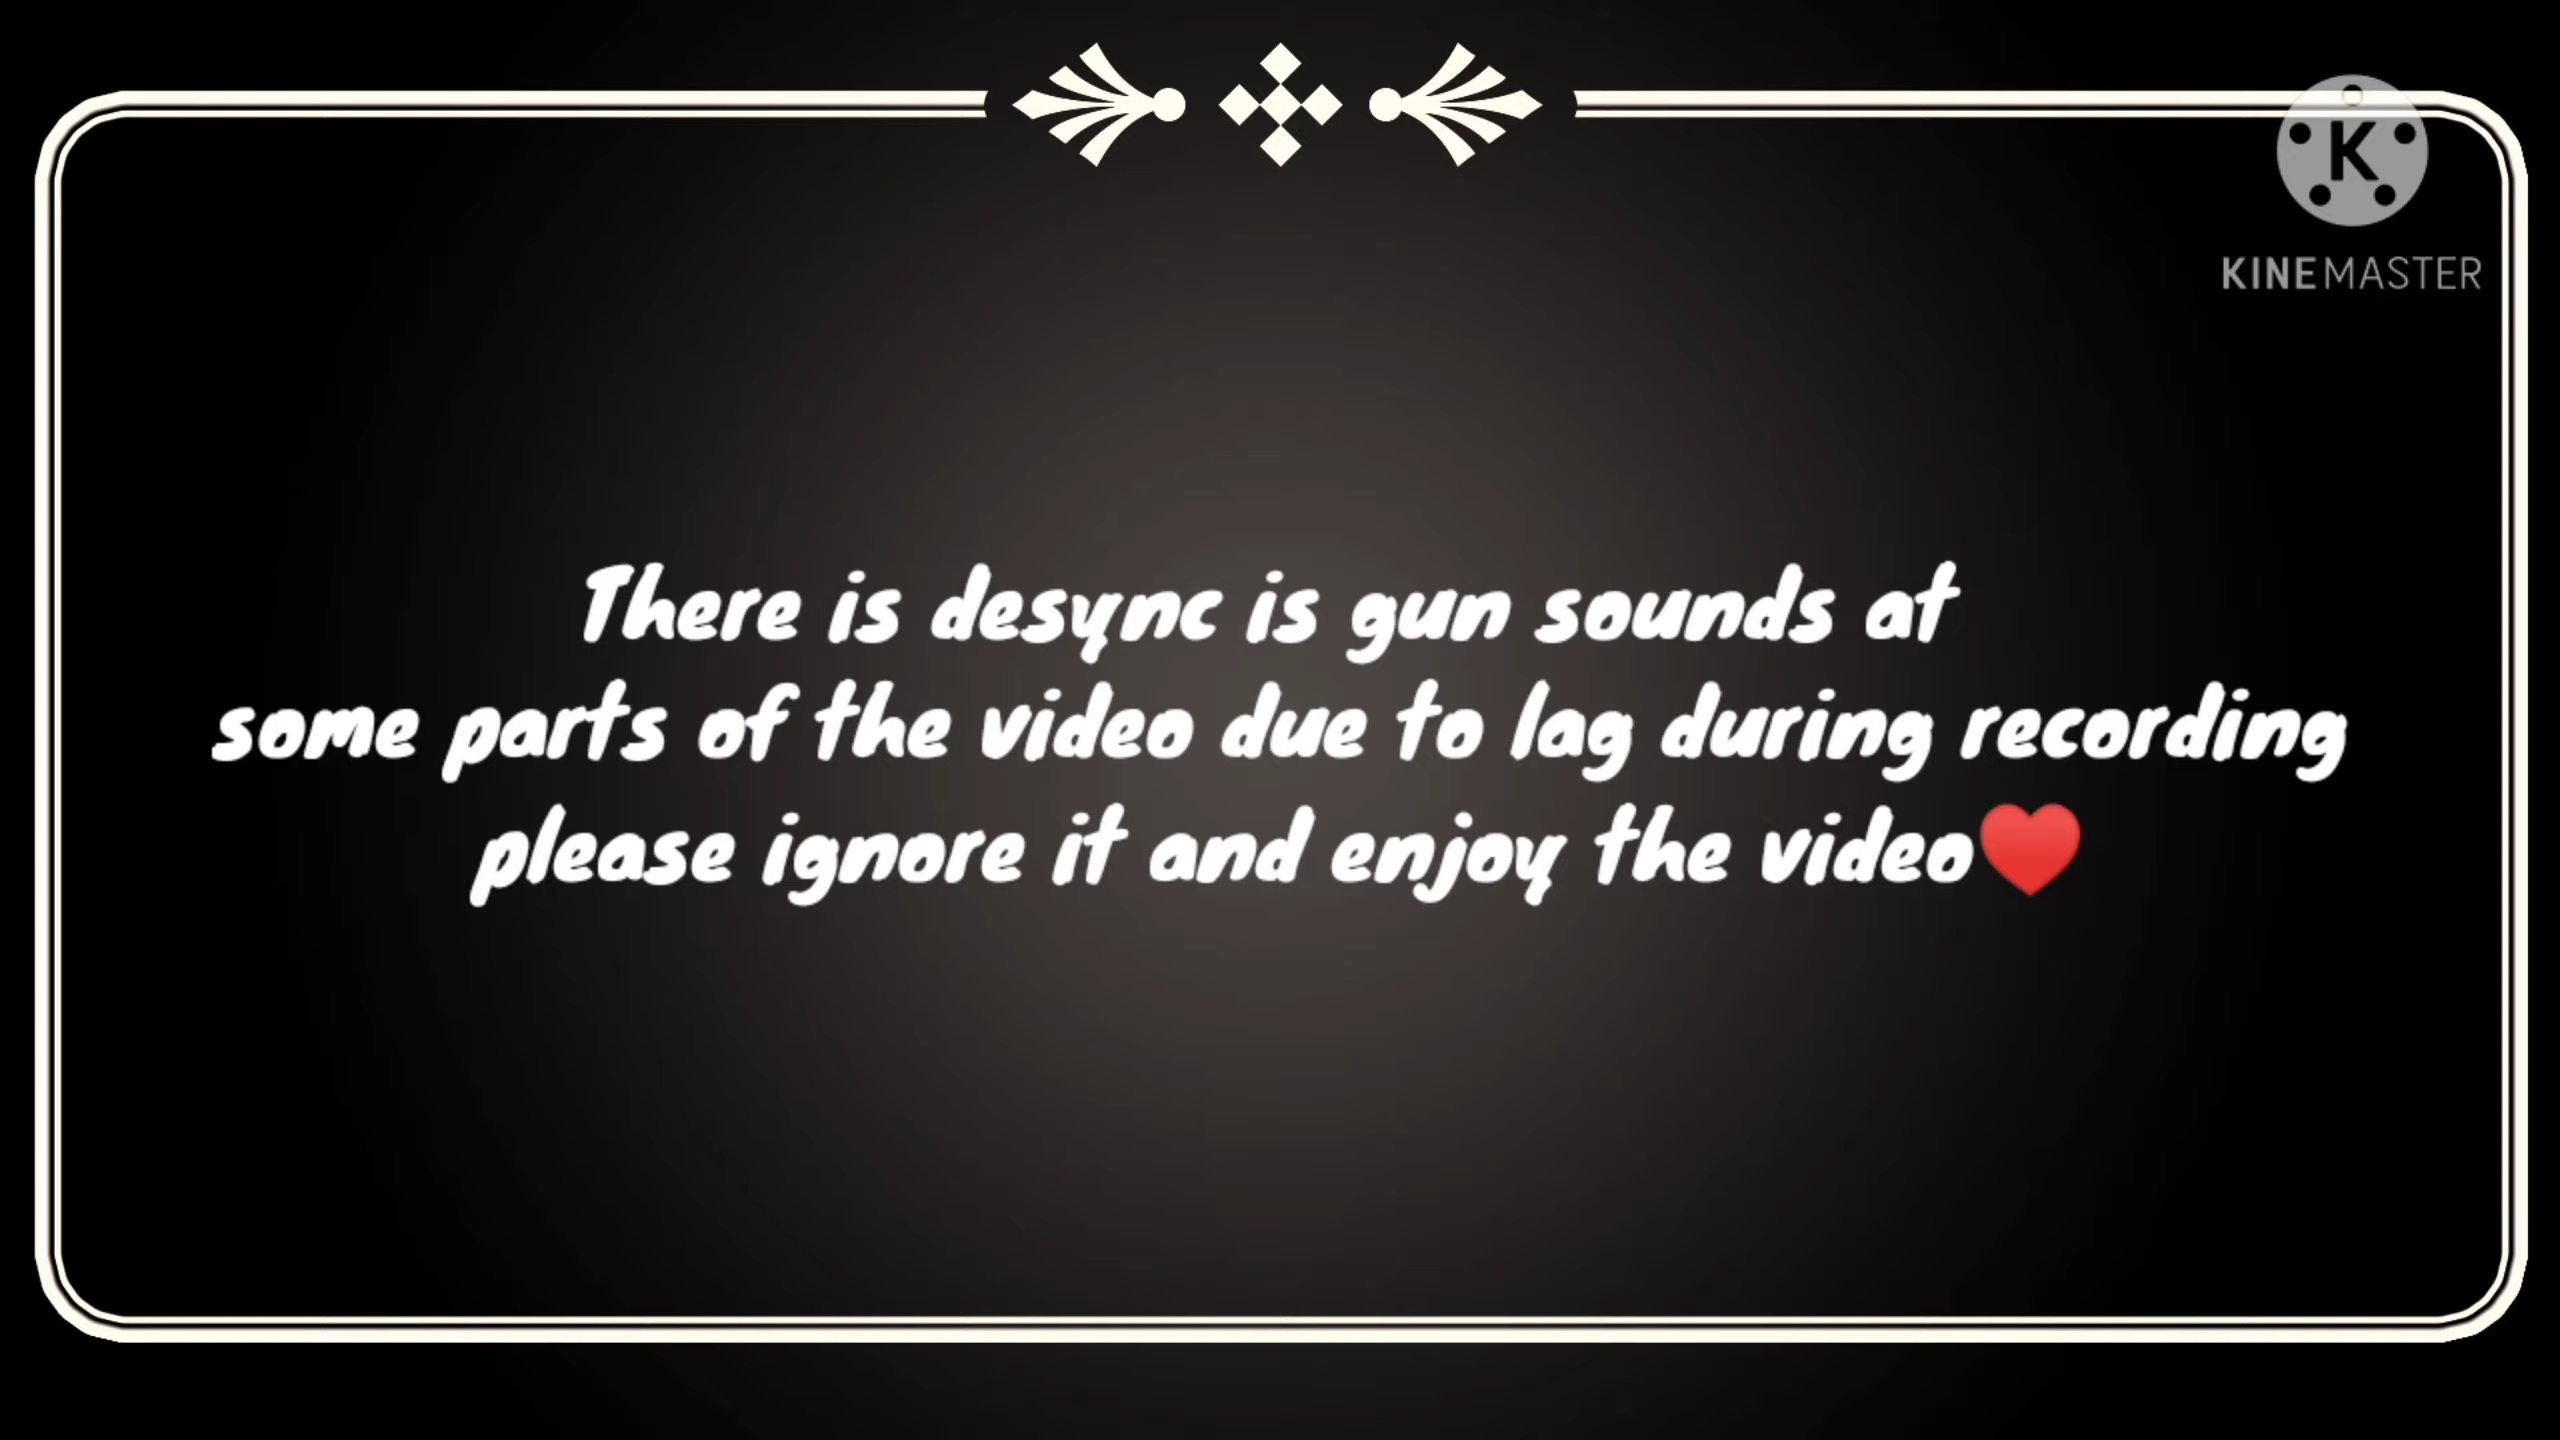 K
KINEMASTER
There is desync is gun sounds at
some parts of the video due to lag during recording
please ignore it and enjoy the video❤️